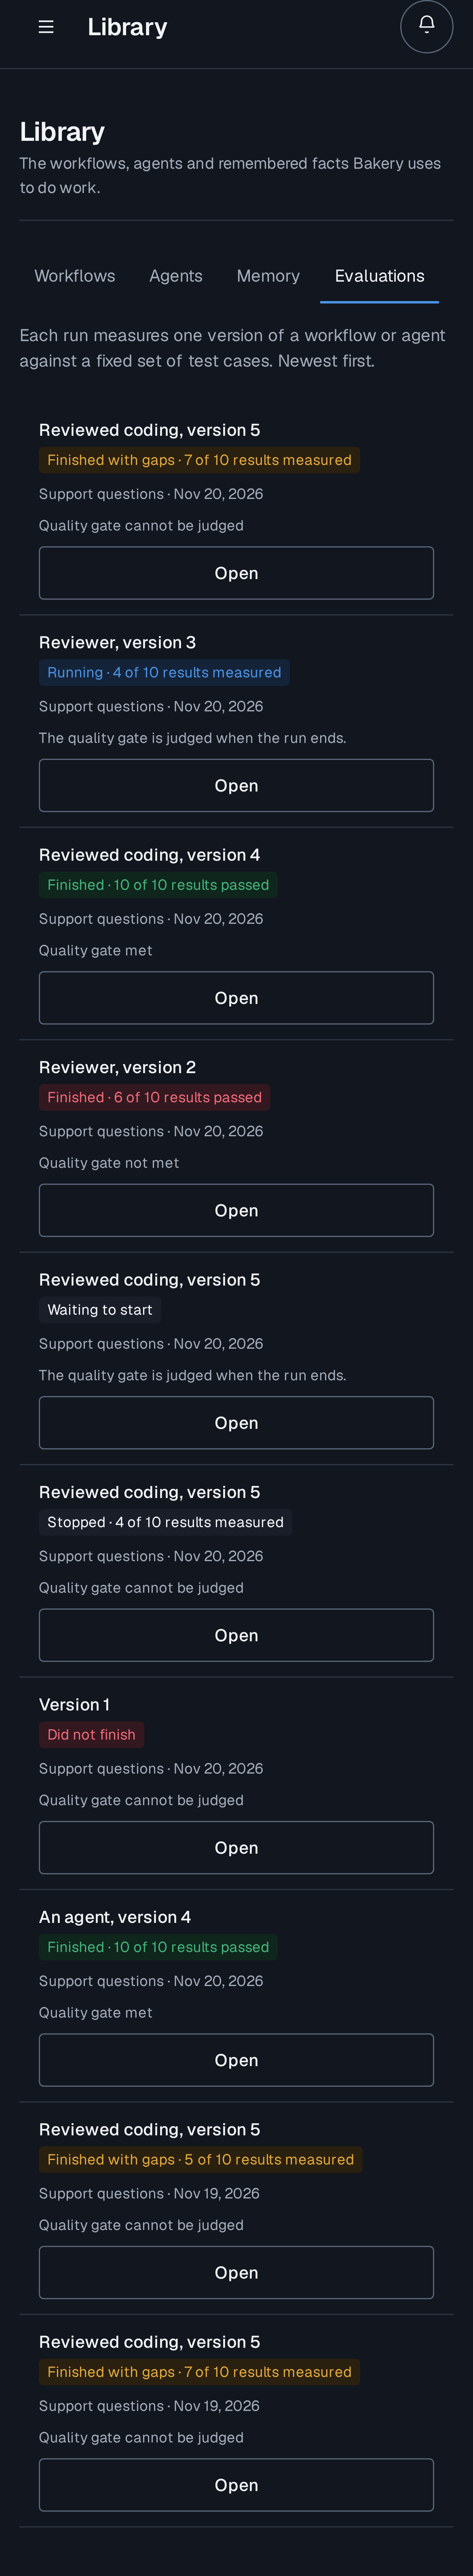 Library
Library
The workflows, agents and remembered facts Bakery uses
to do work.
Workflows
Agents
Memory
Evaluations
Each run measures one version of a workflow or agent
against a fixed set of test cases. Newest first.
Reviewed coding, version 5
Finished with gaps · 7 of 10 results measured
Support questions · Nov 20, 2026
Quality gate cannot be judged
Open
Reviewer, version 3
Running · 4 of 10 results measured
Support questions · Nov 20, 2026
The quality gate is judged when the run ends.
Open
Reviewed coding, version 4
Finished · 10 of 10 results passed
Support questions · Nov 20, 2026
Quality gate met
Open
Reviewer, version 2
Finished · 6 of 10 results passed
Support questions · Nov 20, 2026
Quality gate not met
Open
Reviewed coding, version 5
Waiting to start
Support questions · Nov 20, 2026
The quality gate is judged when the run ends.
Open
Reviewed coding, version 5
Stopped · 4 of 10 results measured
Support questions · Nov 20, 2026
Quality gate cannot be judged
Open
Version 1
Did not finish
Support questions · Nov 20, 2026
Quality gate cannot be judged
Open
An agent, version 4
Finished · 10 of 10 results passed
Support questions · Nov 20, 2026
Quality gate met
Open
Reviewed coding, version 5
Finished with gaps · 5 of 10 results measured
Support questions · Nov 19, 2026
Quality gate cannot be judged
Open
Reviewed coding, version 5
Finished with gaps · 7 of 10 results measured
Support questions · Nov 19, 2026
Quality gate cannot be judged
Open